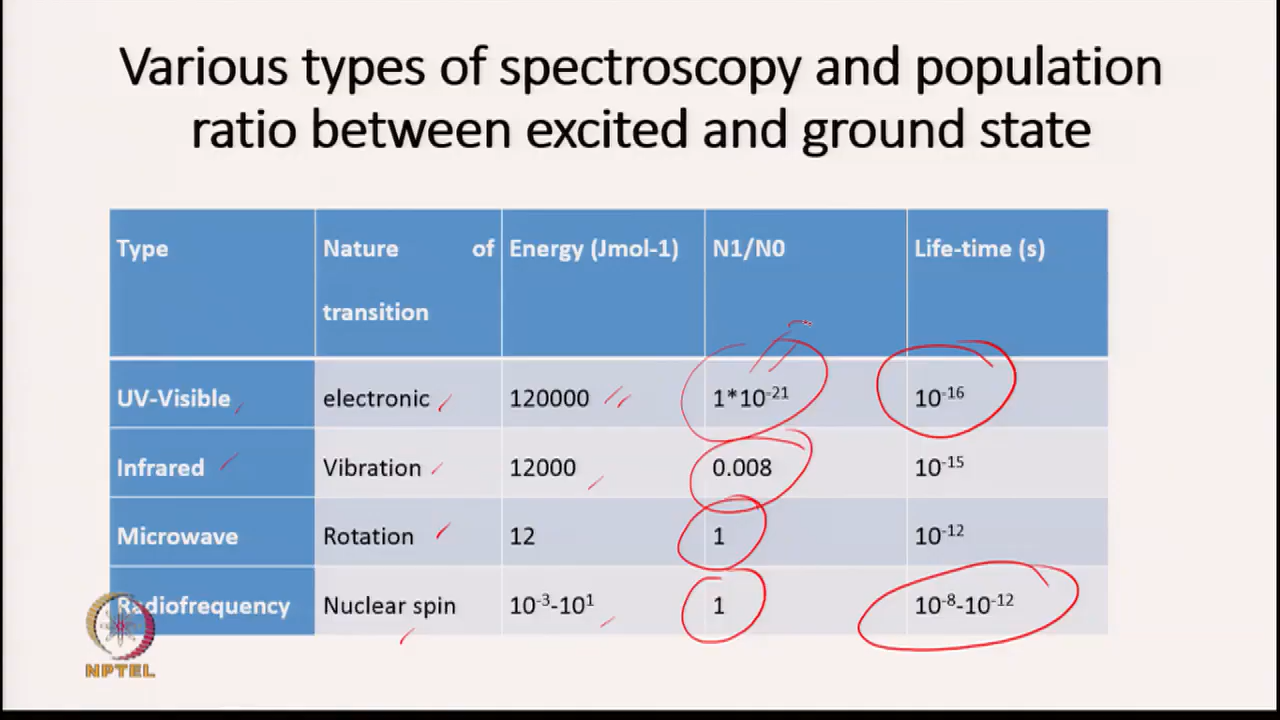 Various types of spectroscopy and population
ratio between excited and ground state
Type Nature of transition Energy (Jmol-1) N1/N0 Life-time (s)
UV-Visible electronic 120000 1*10⁻²¹ 10⁻¹⁶
Infrared Vibration 12000 0.008 10⁻¹⁵
Microwave Rotation 12 1 10⁻¹²
Radiofrequency Nuclear spin 10⁻³-10¹ 1 10⁻⁸-10⁻¹²
NPTEL